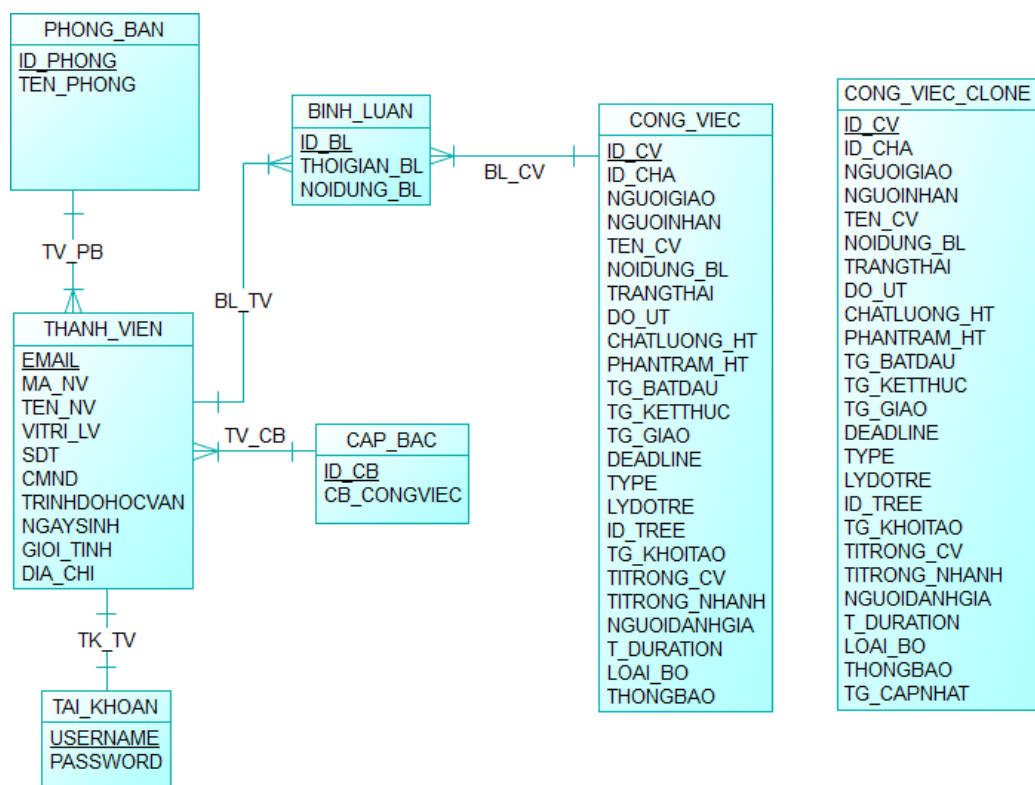 PHONG_BAN
ID_PHONG
TEN_PHONG
TV_PB
THANH_VIEN
EMAIL
MA_NV
TEN_NV
VITRI_LV
SDT
CMND
TRINHDOHOCVAN
NGAYSINH
GIOI_TINH
DIA_CHI
TK_TV
TAI_KHOAN
USERNAME
PASSWORD
BINH_LUAN
ID_BL
THOIGIAN_BL
NOIDUNG_BL
BL_TV
BL_CV
TV_CB
CAP_BAC
ID_CB
CB_CONGVIEC
CONG_VIEC
ID_CV
ID_CHA
NGUOIGIAO
NGUOINHAN
TEN_CV
NOIDUNG_BL
TRANGTHAI
DO_UT
CHATLUONG_HT
PHANTRAM_HT
TG_BATDAU
TG_KETTHUC
TG_GIAO
DEADLINE
TYPE
LYDOTRE
ID_TREE
TG_KHOITAO
TITRONG_CV
TITRONG_NHANH
NGUOIDANHGIA
T_DURATION
LOAI_BO
THONGBAO
CONG_VIEC_CLONE
ID_CV
ID_CHA
NGUOIGIAO
NGUOINHAN
TEN_CV
NOIDUNG_BL
TRANGTHAI
DO_UT
CHATLUONG_HT
PHANTRAM_HT
TG_BATDAU
TG_KETTHUC
TG_GIAO
DEADLINE
TYPE
LYDOTRE
ID_TREE
TG_KHOITAO
TITRONG_CV
TITRONG_NHANH
NGUOIDANHGIA
T_DURATION
LOAI_BO
THONGBAO
TG_CAPNHAT